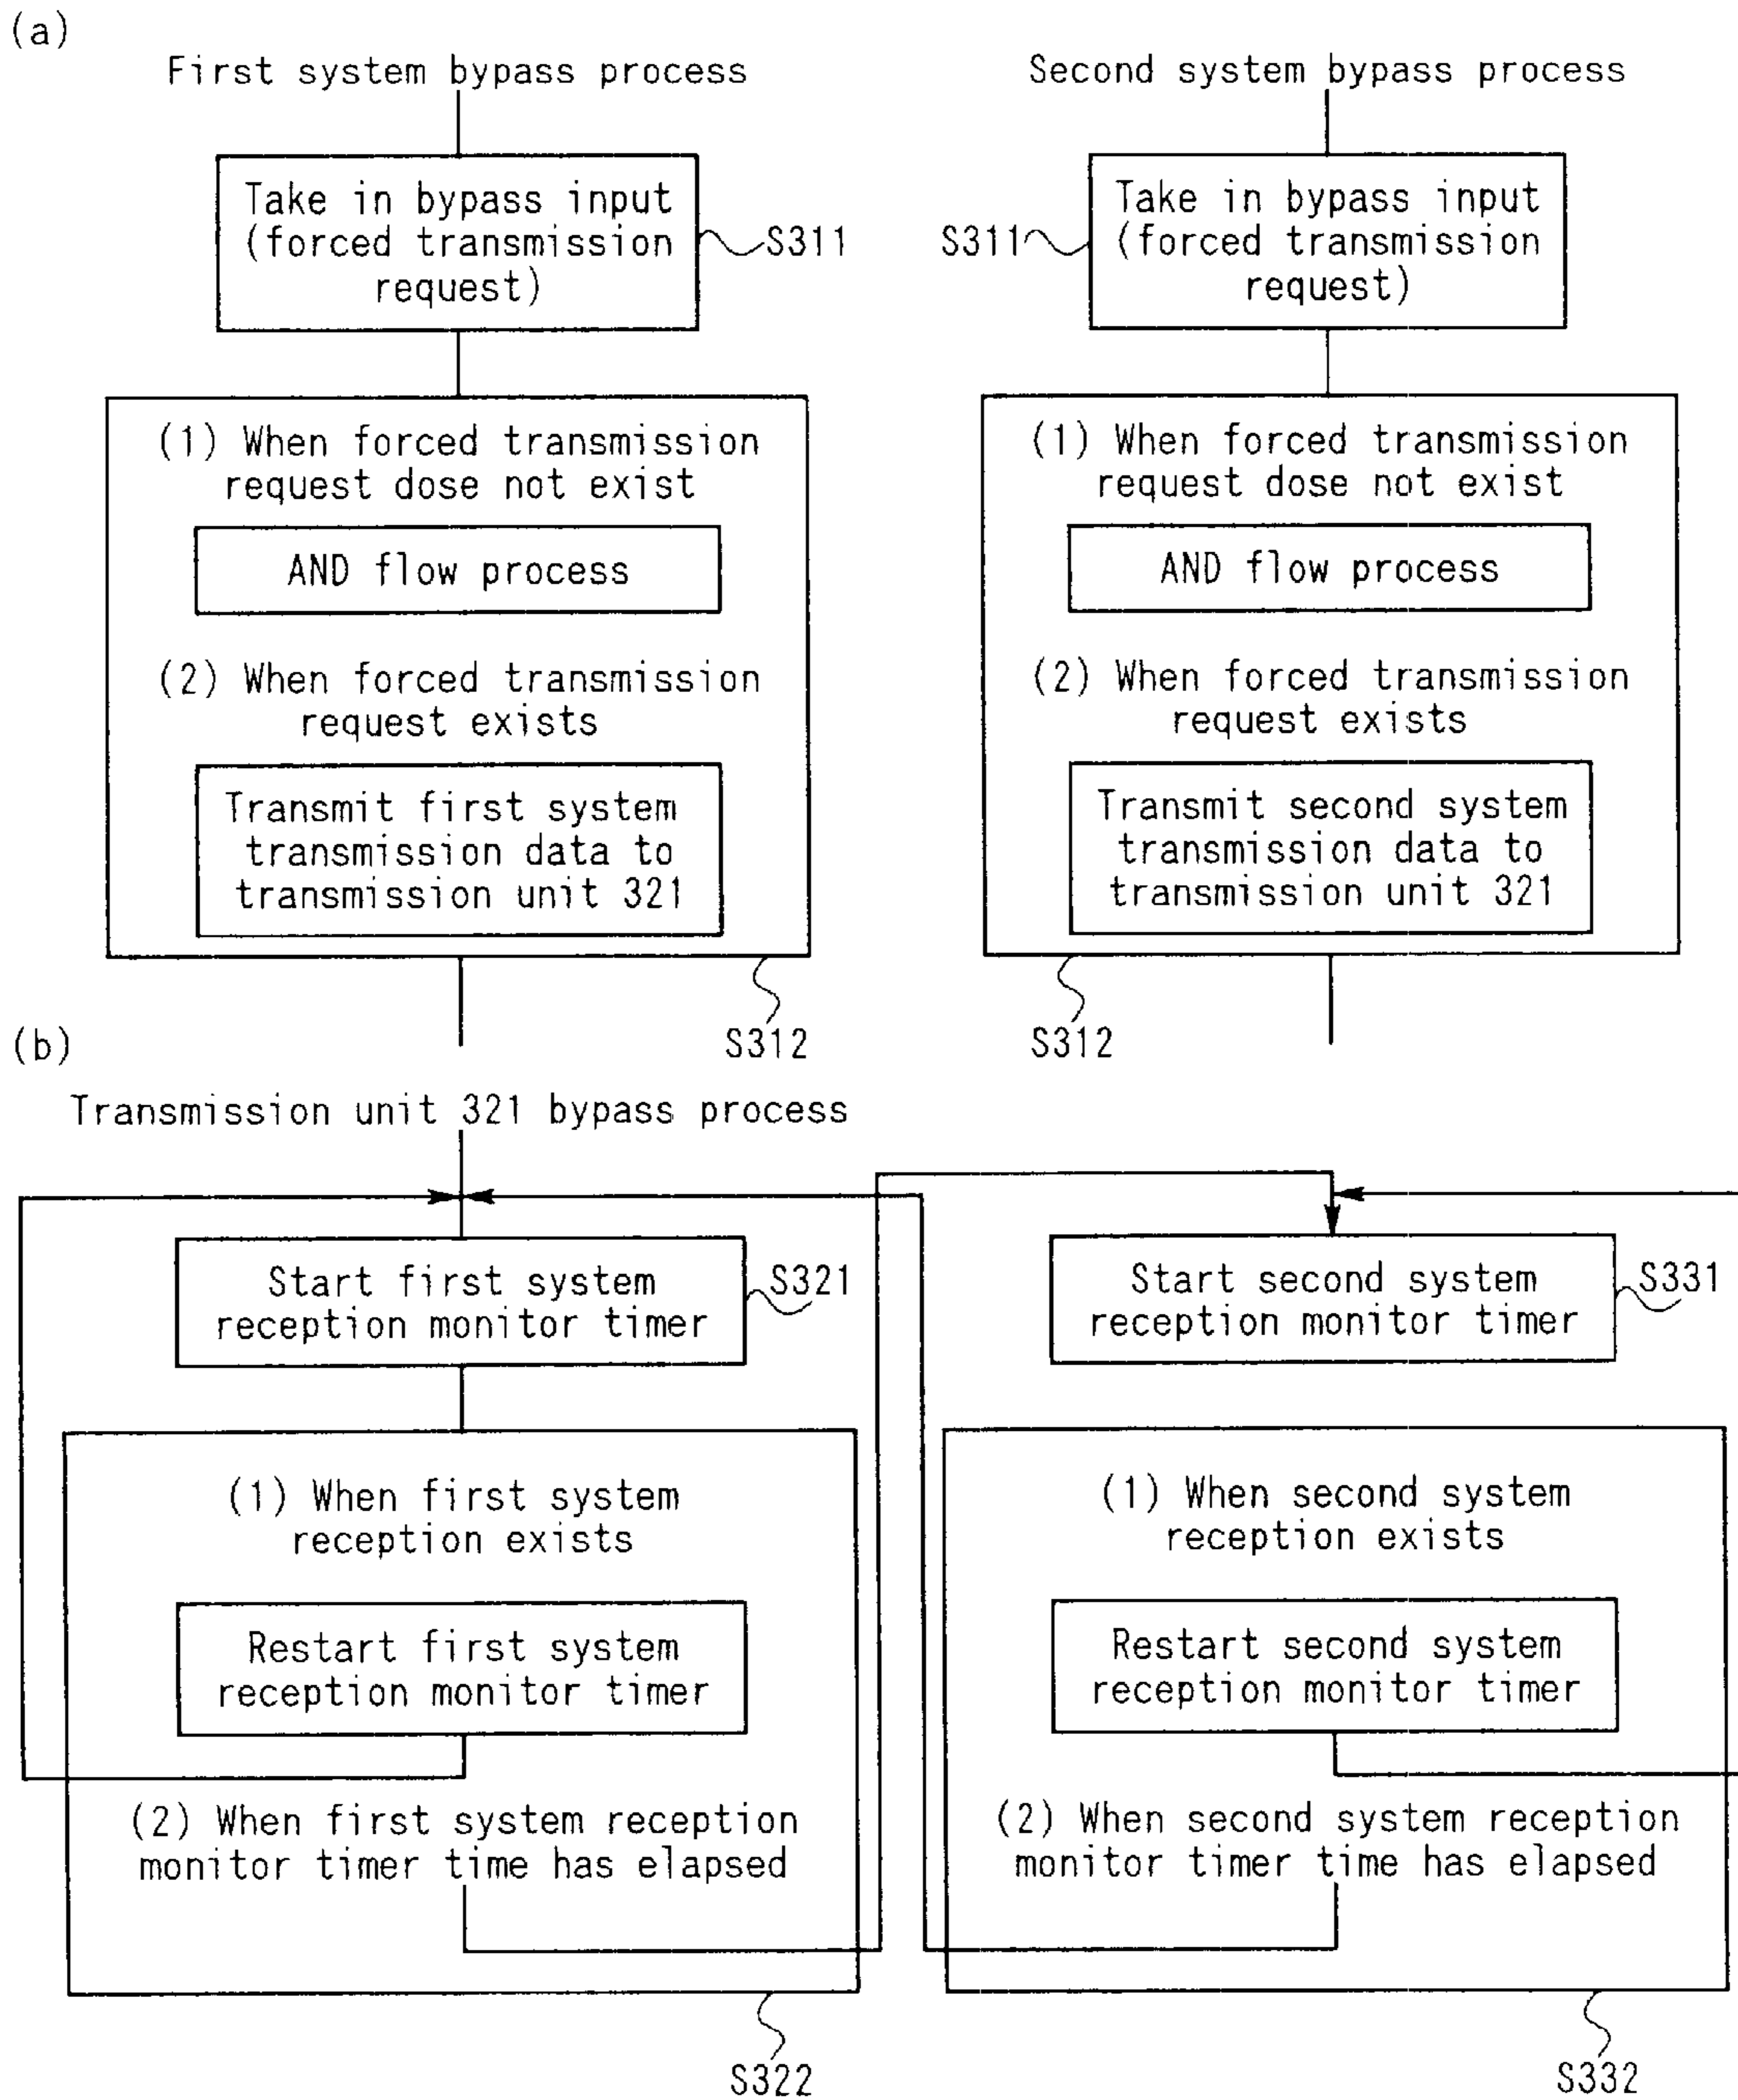 (a)
First system bypass process
Take in bypass input
(forced transmission
request)
S311
(1) When forced transmission
request dose not exist
AND flow process
(2) When forced transmission
request exists
Transmit first system
transmission data to
transmission unit 321
S312
Second system bypass process
Take in bypass input
(forced transmission
request)
S311
(1) When forced transmission
request dose not exist
AND flow process
(2) When forced transmission
request exists
Transmit second system
transmission data to
transmission unit 321
S312
(b)
Transmission unit 321 bypass process
Start first system
reception monitor timer
S321
(1) When first system
reception exists
Restart first system
reception monitor timer
(2) When first system reception
monitor timer time has elapsed
S322
Start second system
reception monitor timer
S331
(1) When second system
reception exists
Restart second system
reception monitor timer
(2) When second system reception
monitor timer time has elapsed
S332